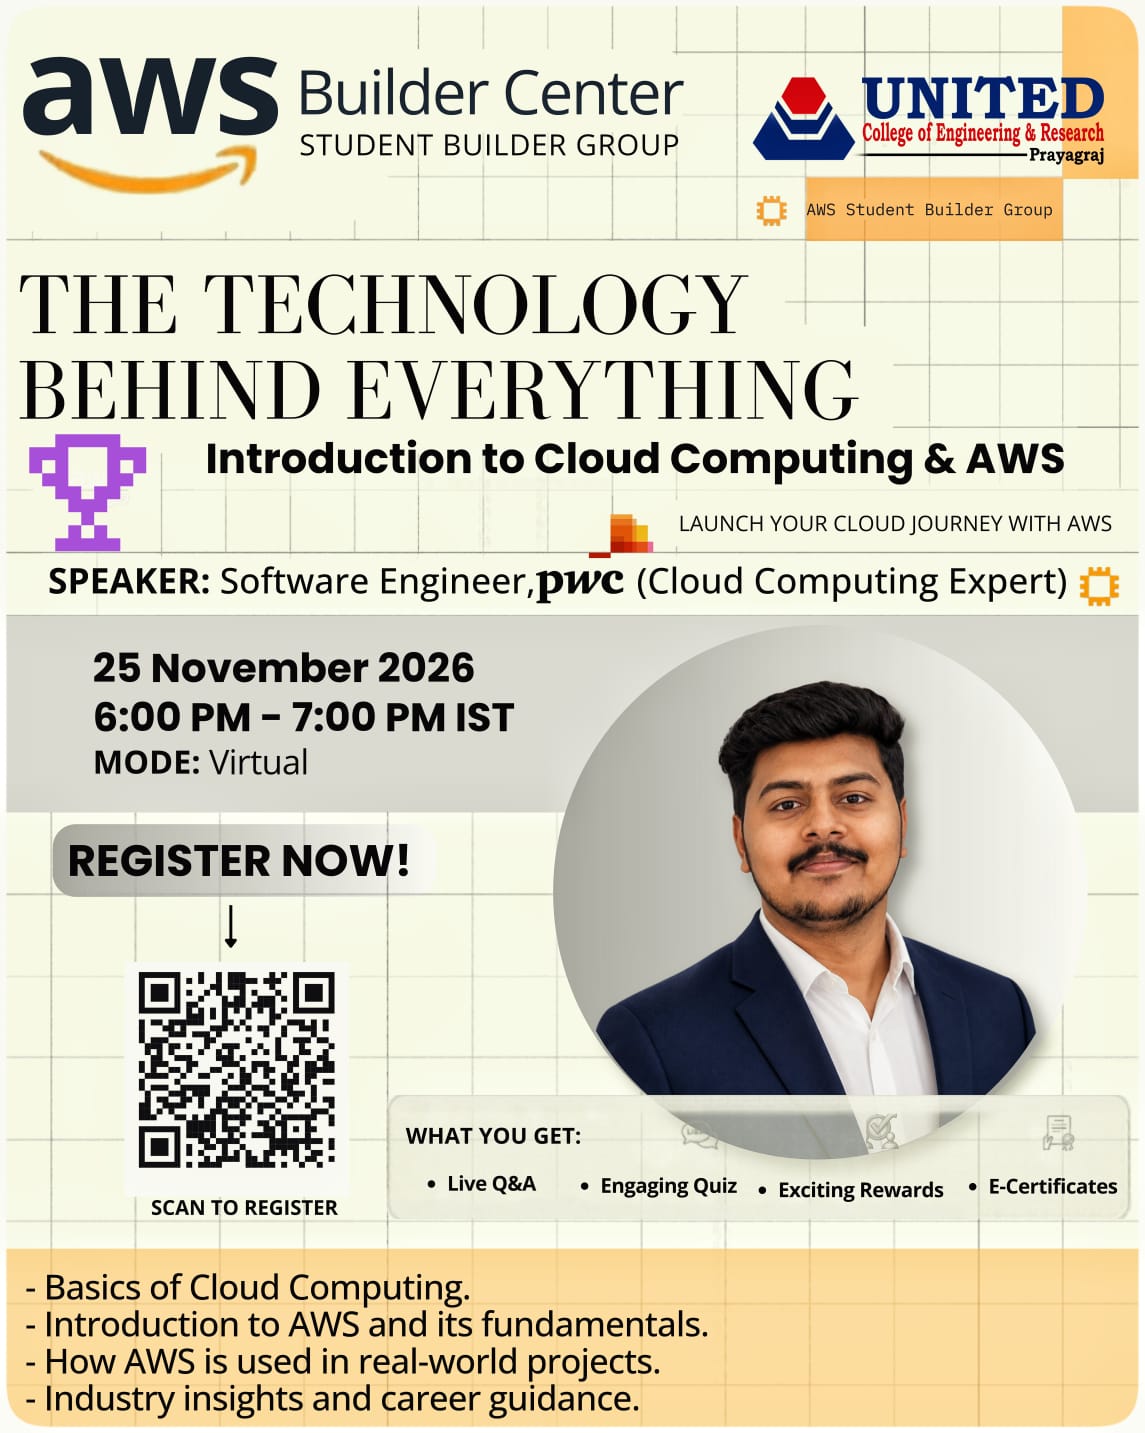 aws Builder Center
STUDENT BUILDER GROUP
UNITED
College of Engineering & Research
Prayagraj
AWS Student Builder Group
THE TECHNOLOGY
BEHIND EVERYTHING
Introduction to Cloud Computing & AWS
LAUNCH YOUR CLOUD JOURNEY WITH AWS
SPEAKER: Software Engineer, pwc (Cloud Computing Expert)
25 November 2026
6:00 PM - 7:00 PM IST
MODE: Virtual
REGISTER NOW!
SCAN TO REGISTER
WHAT YOU GET:
• Live Q&A
• Engaging Quiz
• Exciting Rewards
• E-Certificates
- Basics of Cloud Computing.
- Introduction to AWS and its fundamentals.
- How AWS is used in real-world projects.
- Industry insights and career guidance.